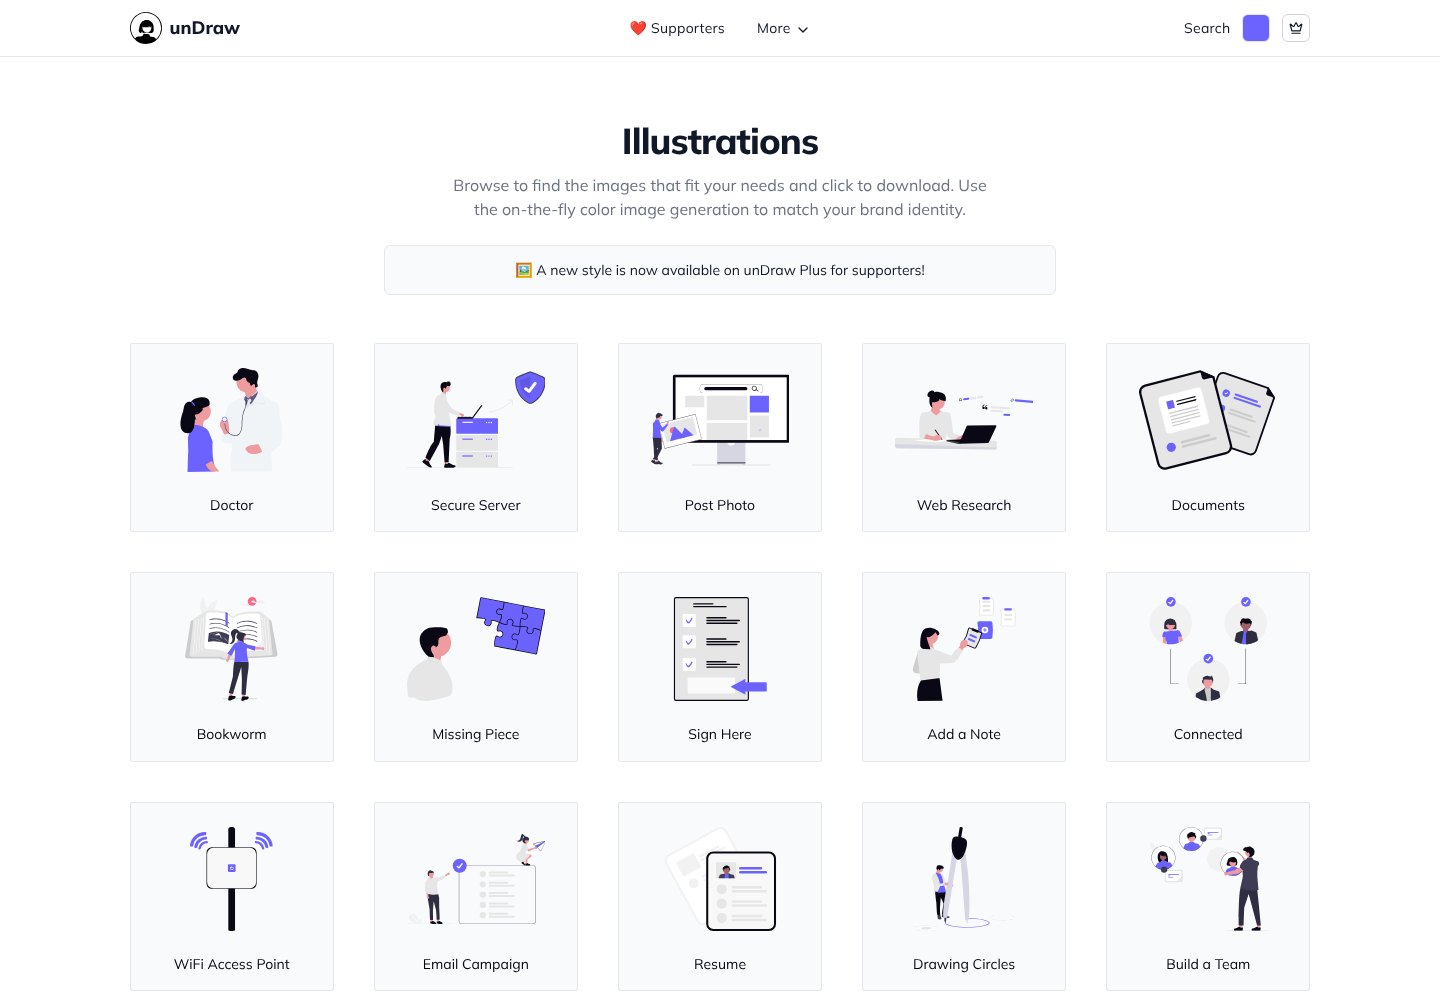 unDraw
❤️ Supporters
More
Search
Illustrations
Browse to find the images that fit your needs and click to download. Use
the on-the-fly color image generation to match your brand identity.
🖼️ A new style is now available on unDraw Plus for supporters!
Doctor
Secure Server
Post Photo
Web Research
Documents
Bookworm
Missing Piece
Sign Here
Add a Note
Connected
WiFi Access Point
Email Campaign
Resume
Drawing Circles
Build a Team